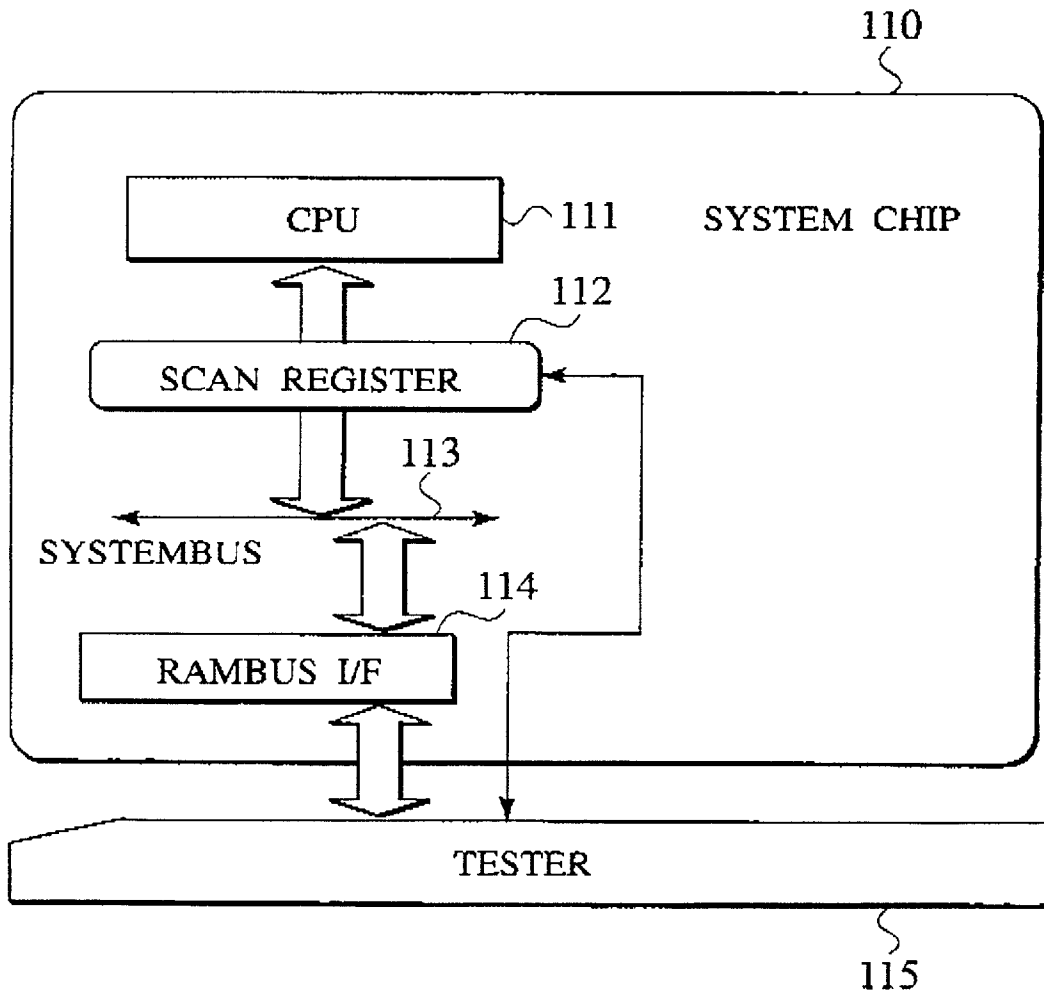 110
CPU
111
SYSTEM CHIP
112
SCAN REGISTER
113
SYSTEMBUS
114
RAMBUS I/F
TESTER
115